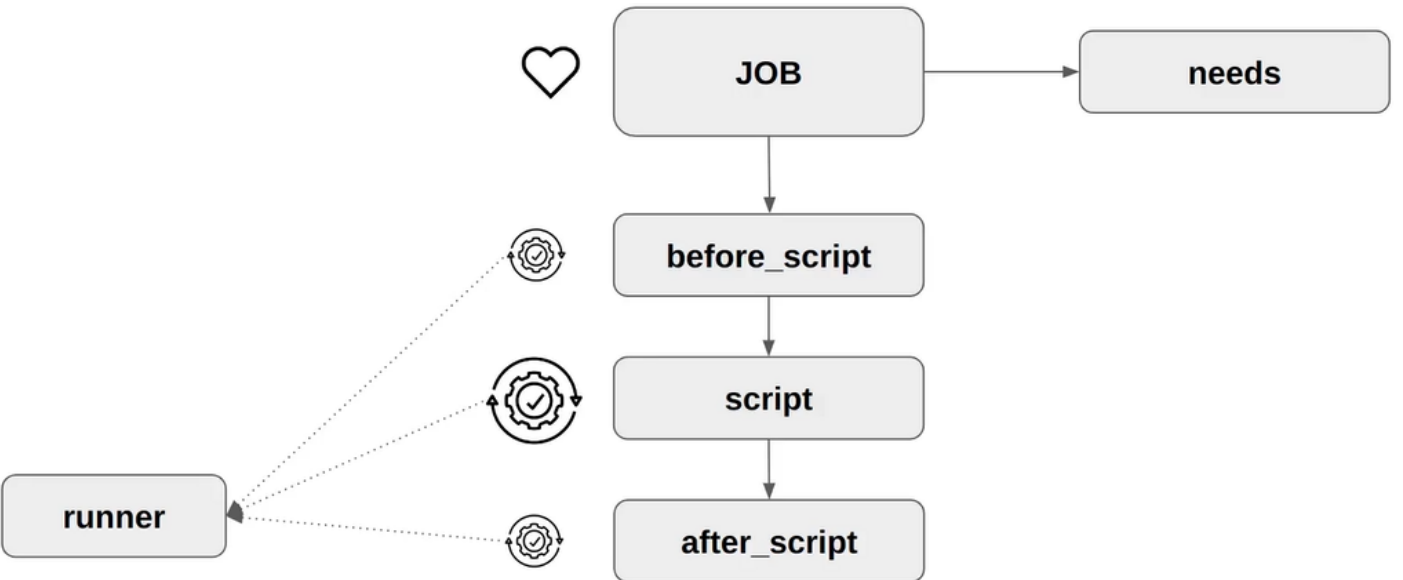 JOB
needs
before_script
script
runner
after_script